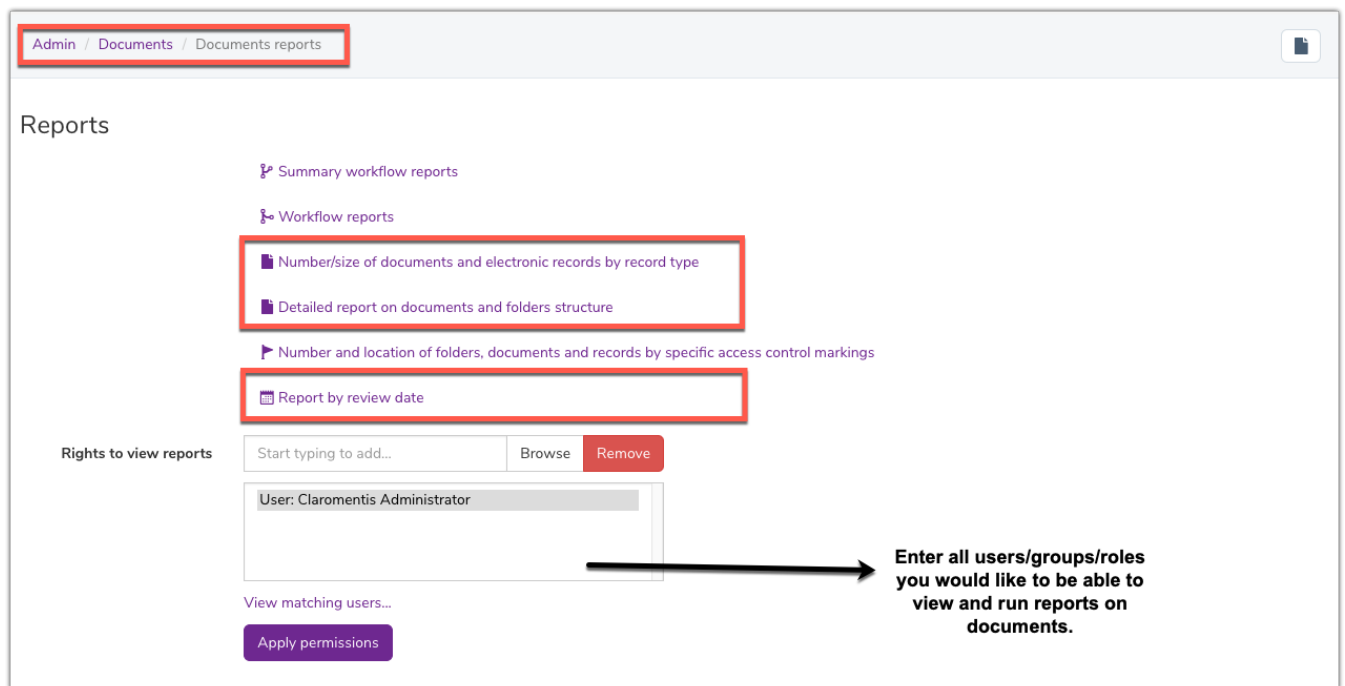 Admin / Documents / Documents reports
Reports
Summary workflow reports
Workflow reports
Number/size of documents and electronic records by record type
Detailed report on documents and folders structure
Number and location of folders, documents and records by specific access control markings
Report by review date
Rights to view reports
Start typing to add...
Browse
Remove
User: Claromentis Administrator
Enter all users/groups/roles
you would like to be able to
view and run reports on
documents.
View matching users...
Apply permissions